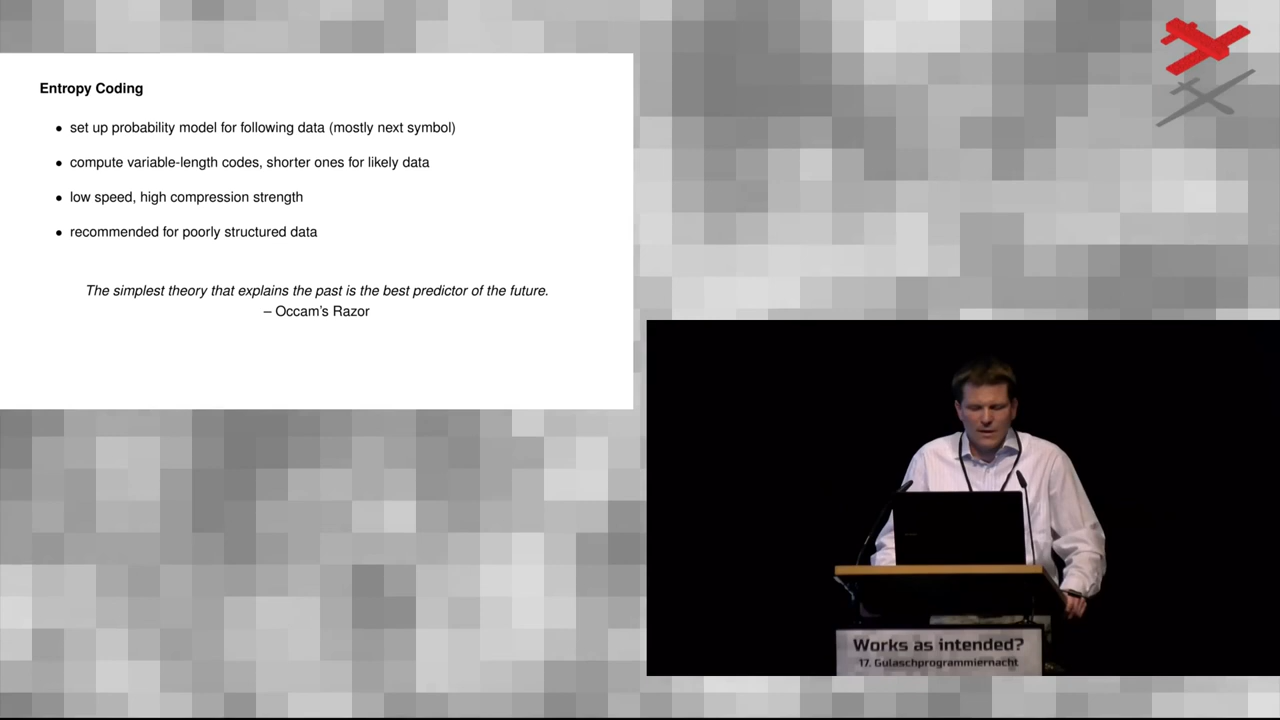 Entropy Coding
• set up probability model for following data (mostly next symbol)
• compute variable-length codes, shorter ones for likely data
• low speed, high compression strength
• recommended for poorly structured data
The simplest theory that explains the past is the best predictor of the future.
– Occam's Razor
Works as intended?
17. Gulaschprogrammiernacht